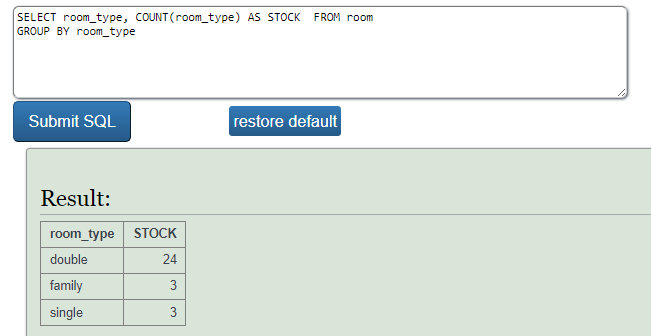 SELECT room_type, COUNT(room_type) AS STOCK  FROM room
GROUP BY room_type
Submit SQL restore default
Result:
room_type STOCK
double 24
family 3
single 3